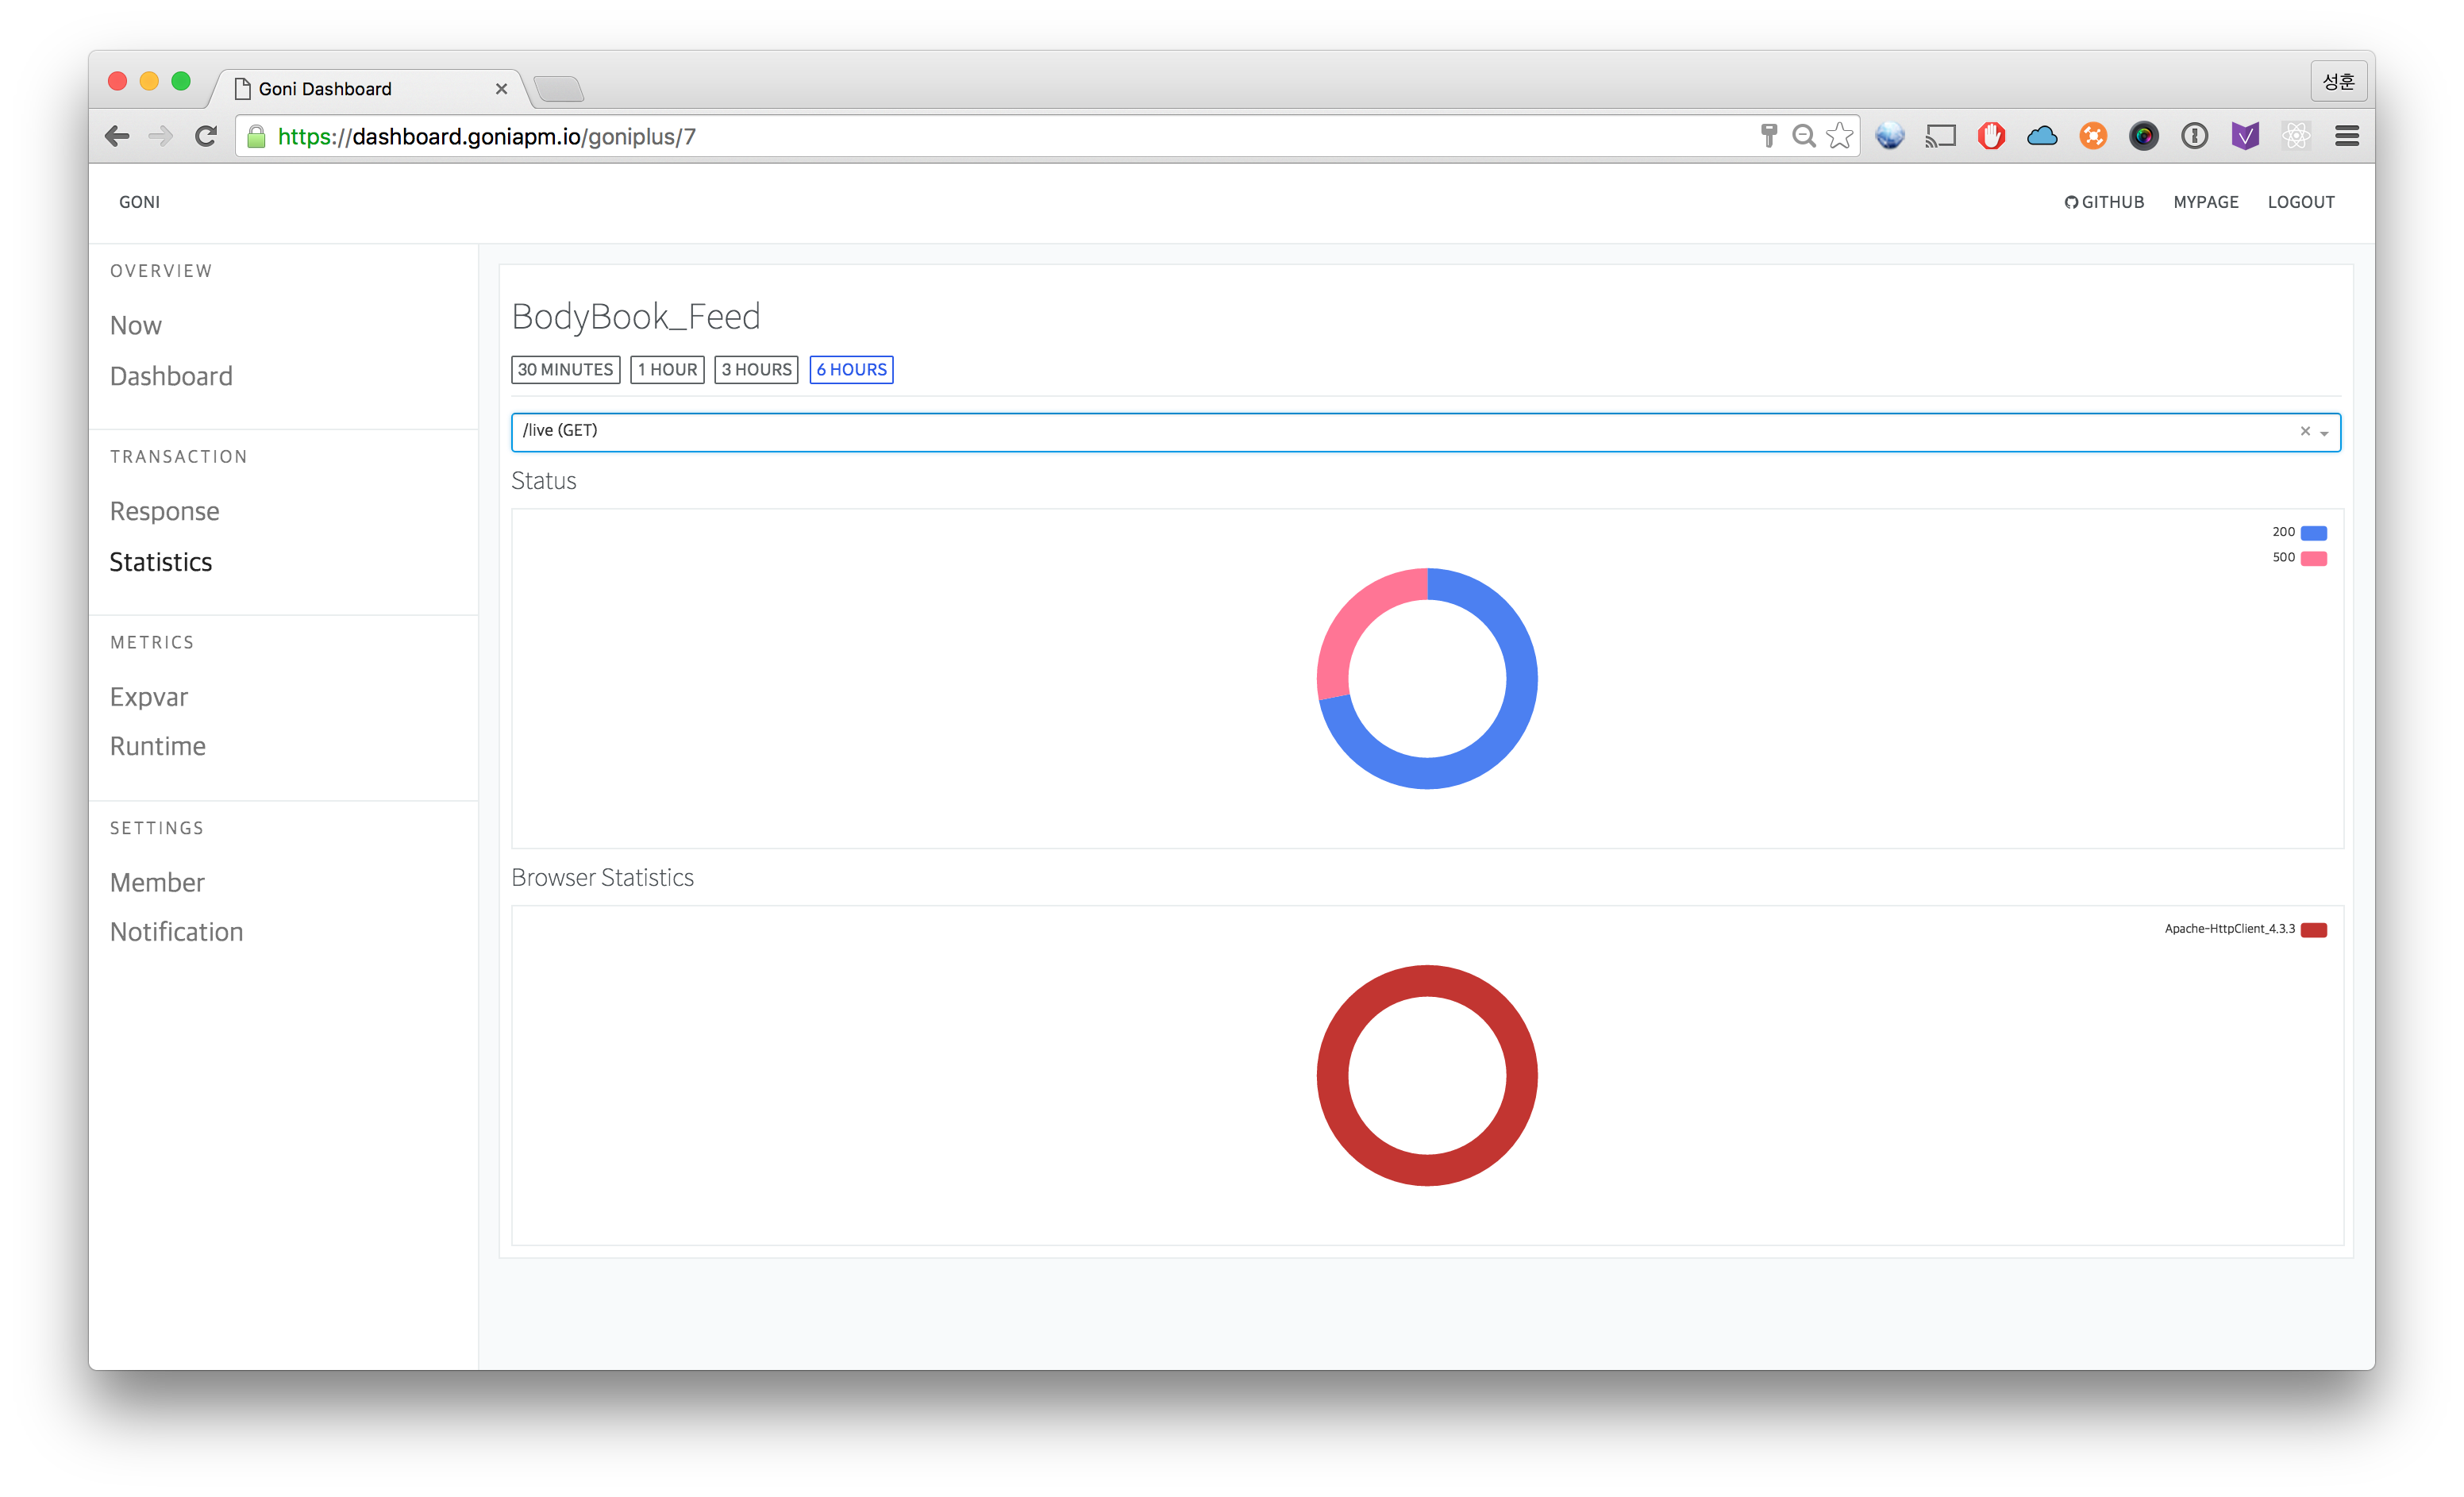 Goni Dashboard
성훈
https://dashboard.goniapm.io/goniplus/7
GONI
GITHUB MYPAGE LOGOUT
OVERVIEW
Now
Dashboard
TRANSACTION
Response
Statistics
METRICS
Expvar
Runtime
SETTINGS
Member
Notification
BodyBook_Feed
30 MINUTES 1 HOUR 3 HOURS 6 HOURS
/live (GET)
Status
200
500
Browser Statistics
Apache-HttpClient_4.3.3